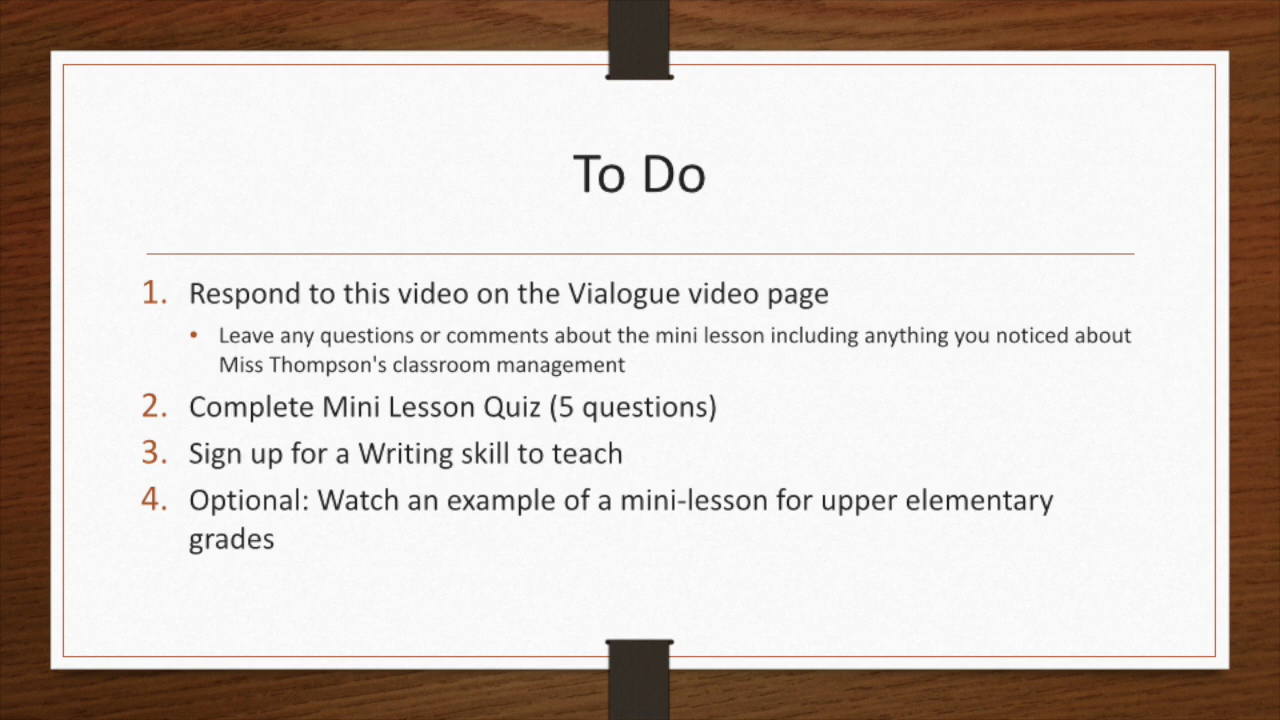 To Do
1. Respond to this video on the Vialogue video page
• Leave any questions or comments about the mini lesson including anything you noticed about
Miss Thompson's classroom management
2. Complete Mini Lesson Quiz (5 questions)
3. Sign up for a Writing skill to teach
4. Optional: Watch an example of a mini-lesson for upper elementary
grades